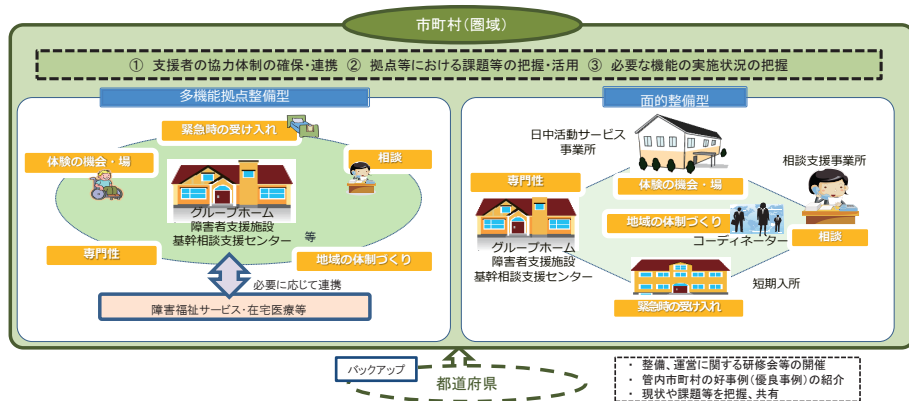 市町村(圏域)
① 支援者の協力体制の確保・連携 ② 拠点等における課題等の把握・活用 ③ 必要な機能の実施状況の把握
多機能拠点整備型
緊急時の受け入れ
体験の機会・場
相談
グループホーム
障害者支援施設
基幹相談支援センター 等
専門性
地域の体制づくり
必要に応じて連携
障害福祉サービス・在宅医療等
面的整備型
日中活動サービス
事業所
相談支援事業所
専門性
体験の機会・場
地域の体制づくり
コーディネーター
相談
グループホーム
障害者支援施設
基幹相談支援センター
短期入所
緊急時の受け入れ
バックアップ
都道府県
・ 整備、運営に関する研修会等の開催
・ 管内市町村の好事例(優良事例)の紹介
・ 現状や課題等を把握、共有